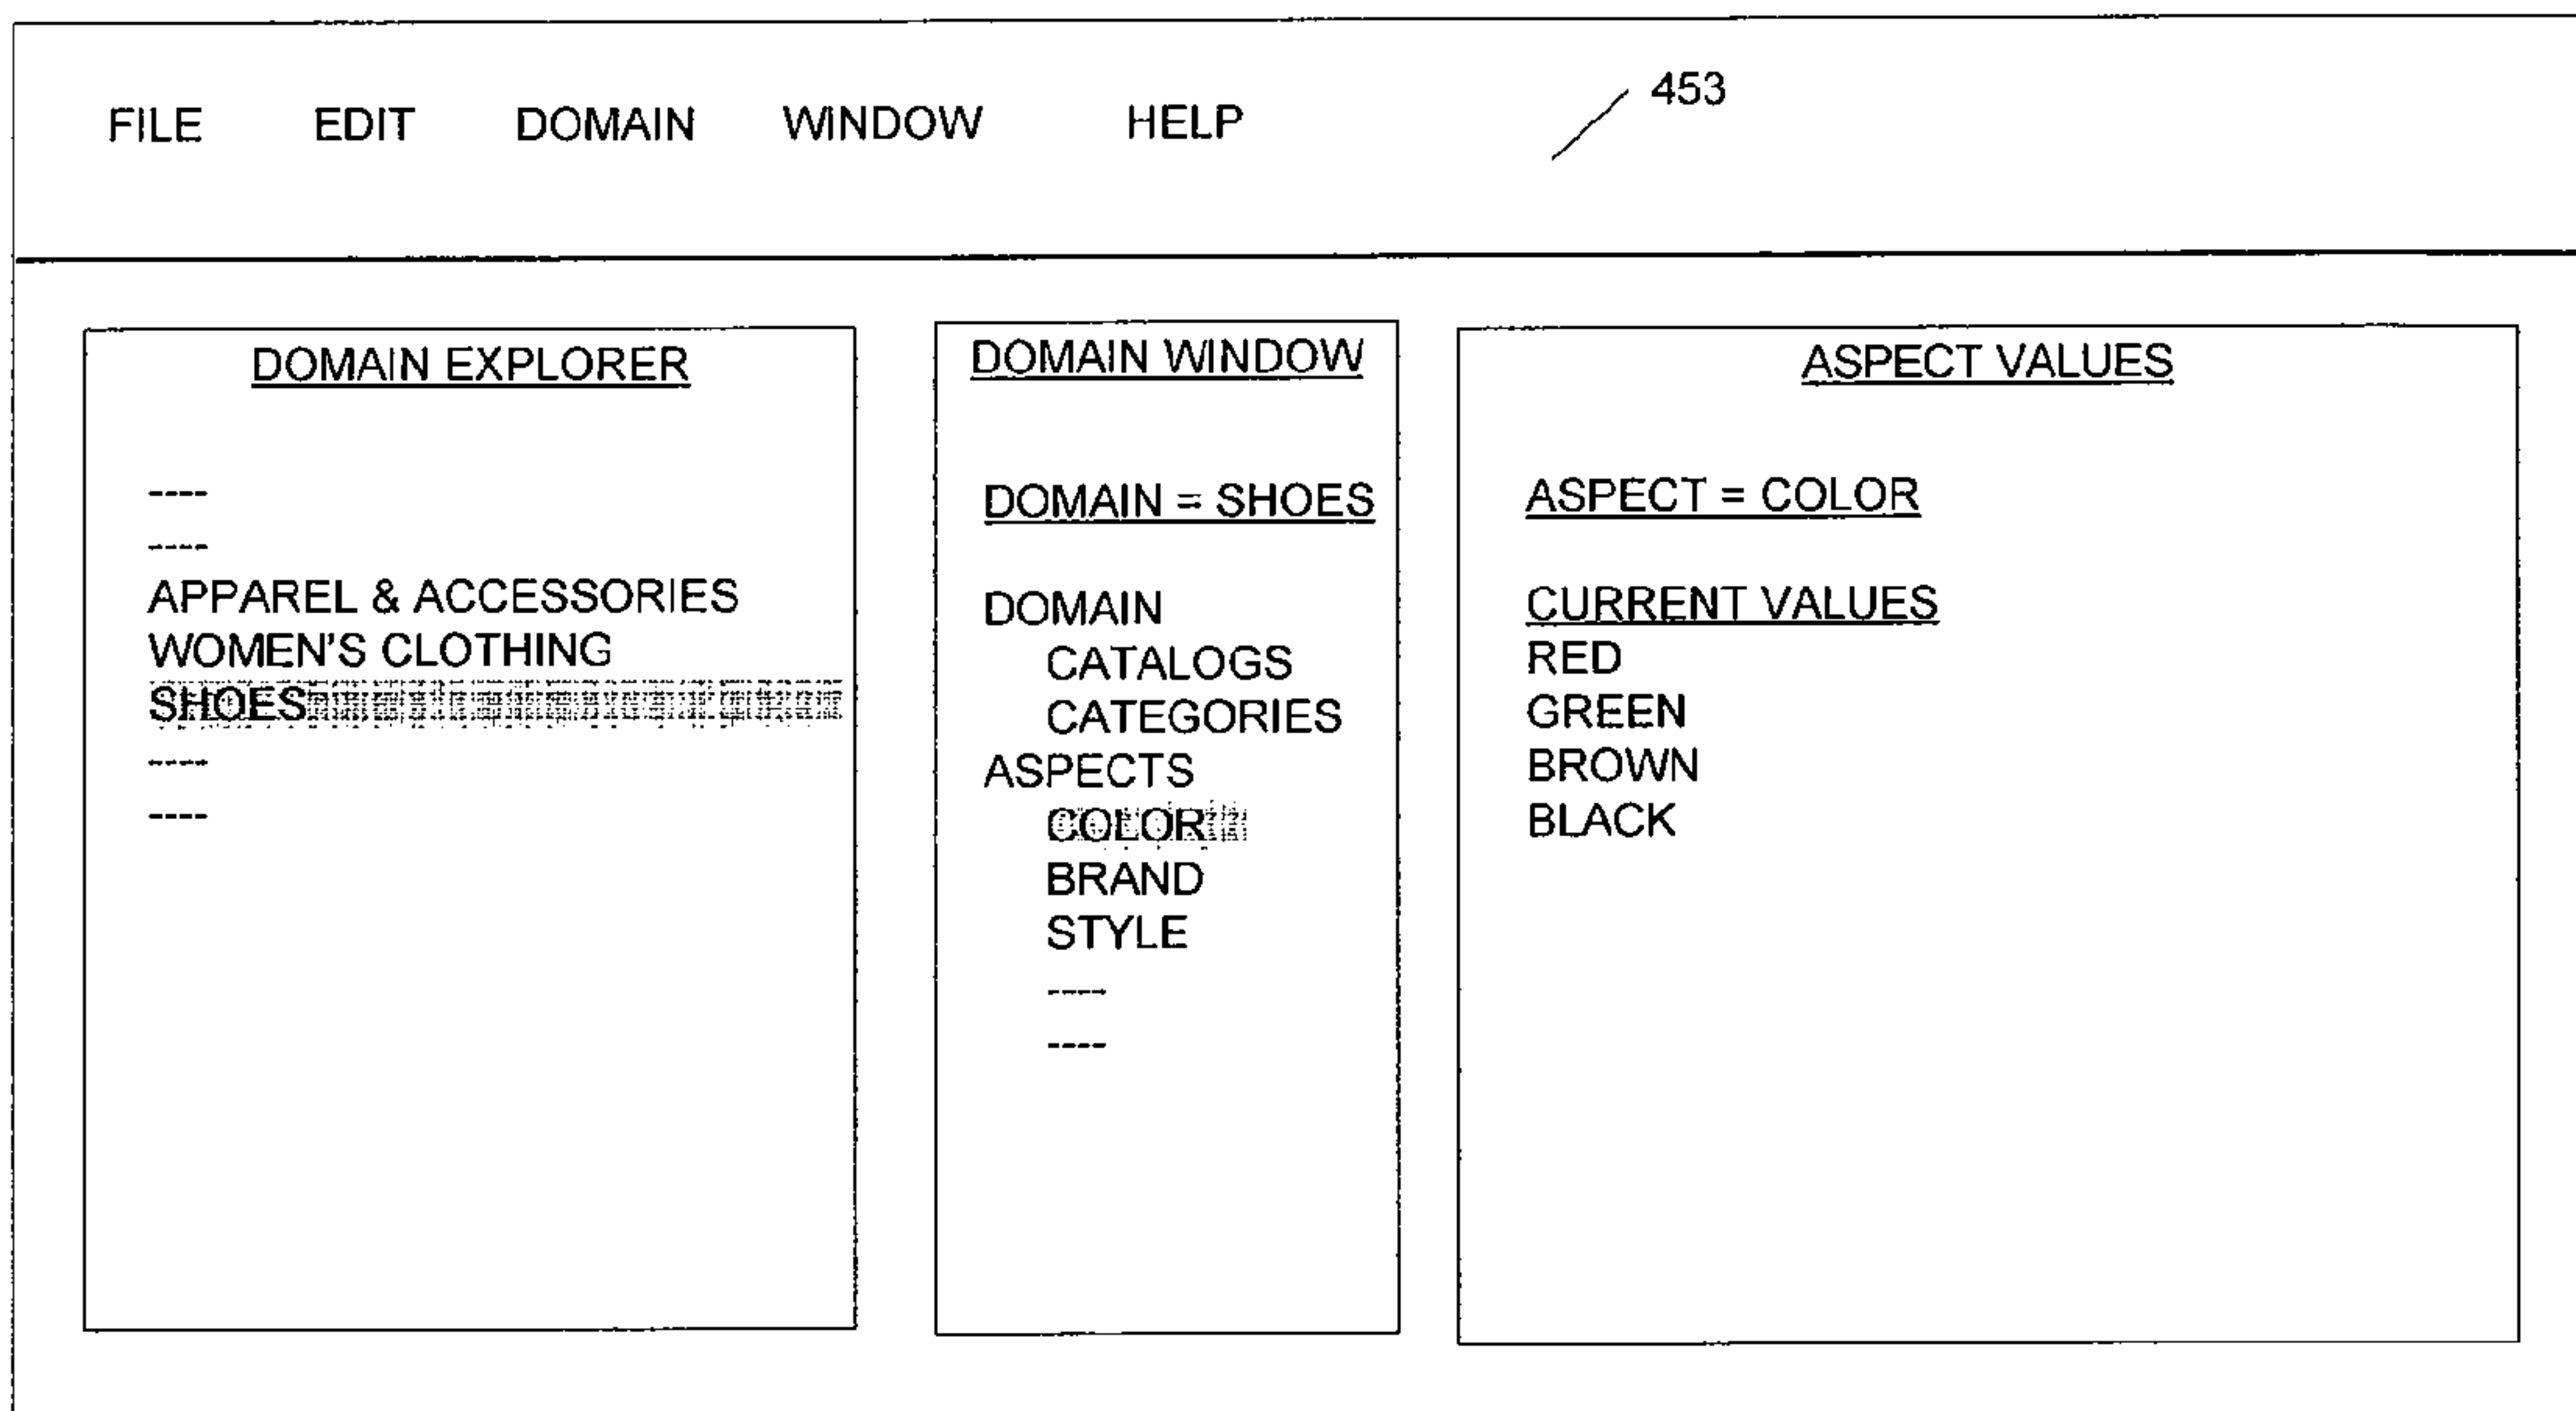 FILE EDIT DOMAIN WINDOW HELP
453
DOMAIN EXPLORER
----
----
APPAREL & ACCESSORIES
WOMEN'S CLOTHING
SHOES
----
----
DOMAIN WINDOW
DOMAIN = SHOES
DOMAIN
CATALOGS
CATEGORIES
ASPECTS
COLOR
BRAND
STYLE
----
----
ASPECT VALUES
ASPECT = COLOR
CURRENT VALUES
RED
GREEN
BROWN
BLACK